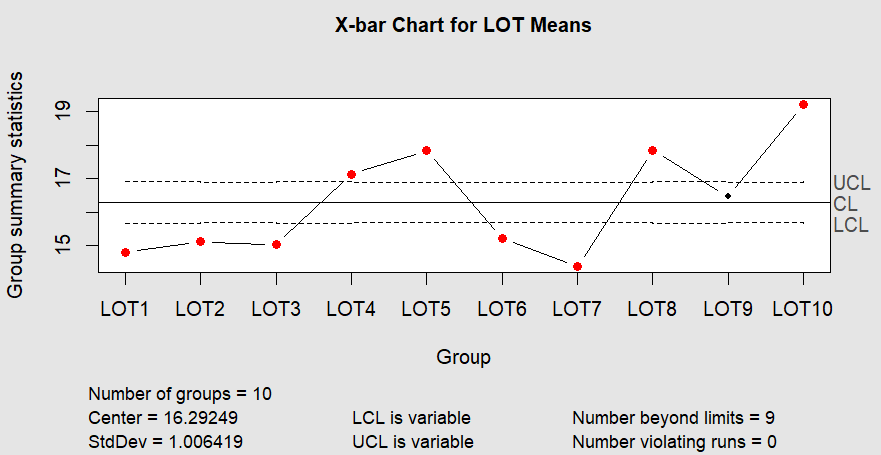 X-bar Chart for LOT Means
Group summary statistics
19
17
15
UCL
CL
LCL
LOT1 LOT2 LOT3 LOT4 LOT5 LOT6 LOT7 LOT8 LOT9 LOT10
Group
Number of groups = 10
Center = 16.29249 LCL is variable Number beyond limits = 9
StdDev = 1.006419 UCL is variable Number violating runs = 0